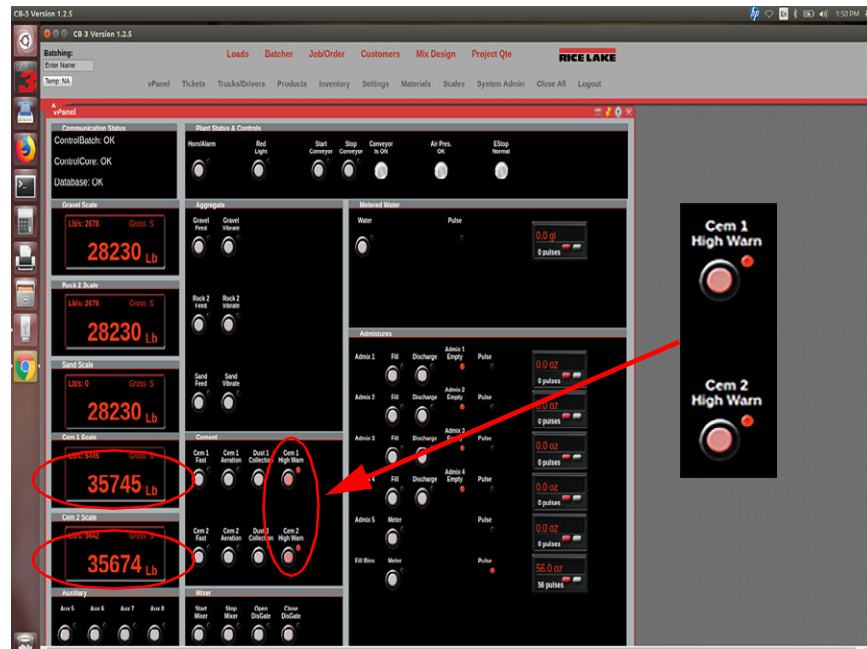 CB-3 Version 1.2.5
hp En 1:50 PM
CB-3 Version 1.2.5
Batching:
Enter Name
Temp: NA
Loads Batcher Job/Order Customers Mix Design Project Qte
RICE LAKE
vPanel Tickets Trucks/Drivers Products Inventory Settings Materials Scales System Admin Close All Logout
vPanel
Communication Status
ControlBatch: OK
ControlCore: OK
Database: OK
Plant Status & Controls
Horn/Alarm
Red Light
Start Conveyor
Stop Conveyor
Conveyor Is ON
Air Pres. OK
EStop Normal
Gravel Scale
Lb/s: 2678 Gross S
28230 Lb
Rock 2 Scale
Lb/s: 2678 Gross S
28230 Lb
Sand Scale
Lb/s: 0 Gross S
28230 Lb
Cem 1 Scale
Gross S
35745 Lb
Cem 2 Scale
Gross S
35674 Lb
Auxiliary
Aux 5 Aux 6 Aux 7 Aux 8
Aggregate
Gravel Feed
Gravel Vibrate
Rock 2 Feed
Rock 2 Vibrate
Sand Feed
Sand Vibrate
Cement
Cem 1 Fast
Cem 1 Aeration
Dust 1 Collection
Cem 1 High Warn
Cem 2 Fast
Cem 2 Aeration
Dust 2 Collection
Cem 2 High Warn
Mixer
Start Mixer
Stop Mixer
Open DisGate
Close DisGate
Metered Water
Water Pulse
0.0 gl
0 pulses
Admixtures
Admix 1 Fill Discharge Admix 1 Empty Pulse
0.0 oz
0 pulses
Admix 2 Fill Discharge Admix 2 Empty Pulse
0.0 oz
0 pulses
Admix 3 Fill Discharge Admix 3 Empty Pulse
0.0 oz
0 pulses
4 Fill Discharge Admix 4 Empty Pulse
0.0 oz
0 pulses
Admix 5 Meter Pulse
0.0 oz
0 pulses
Fill Bins Meter Pulse
56.0 oz
56 pulses
Cem 1
High Warn
Cem 2
High Warn